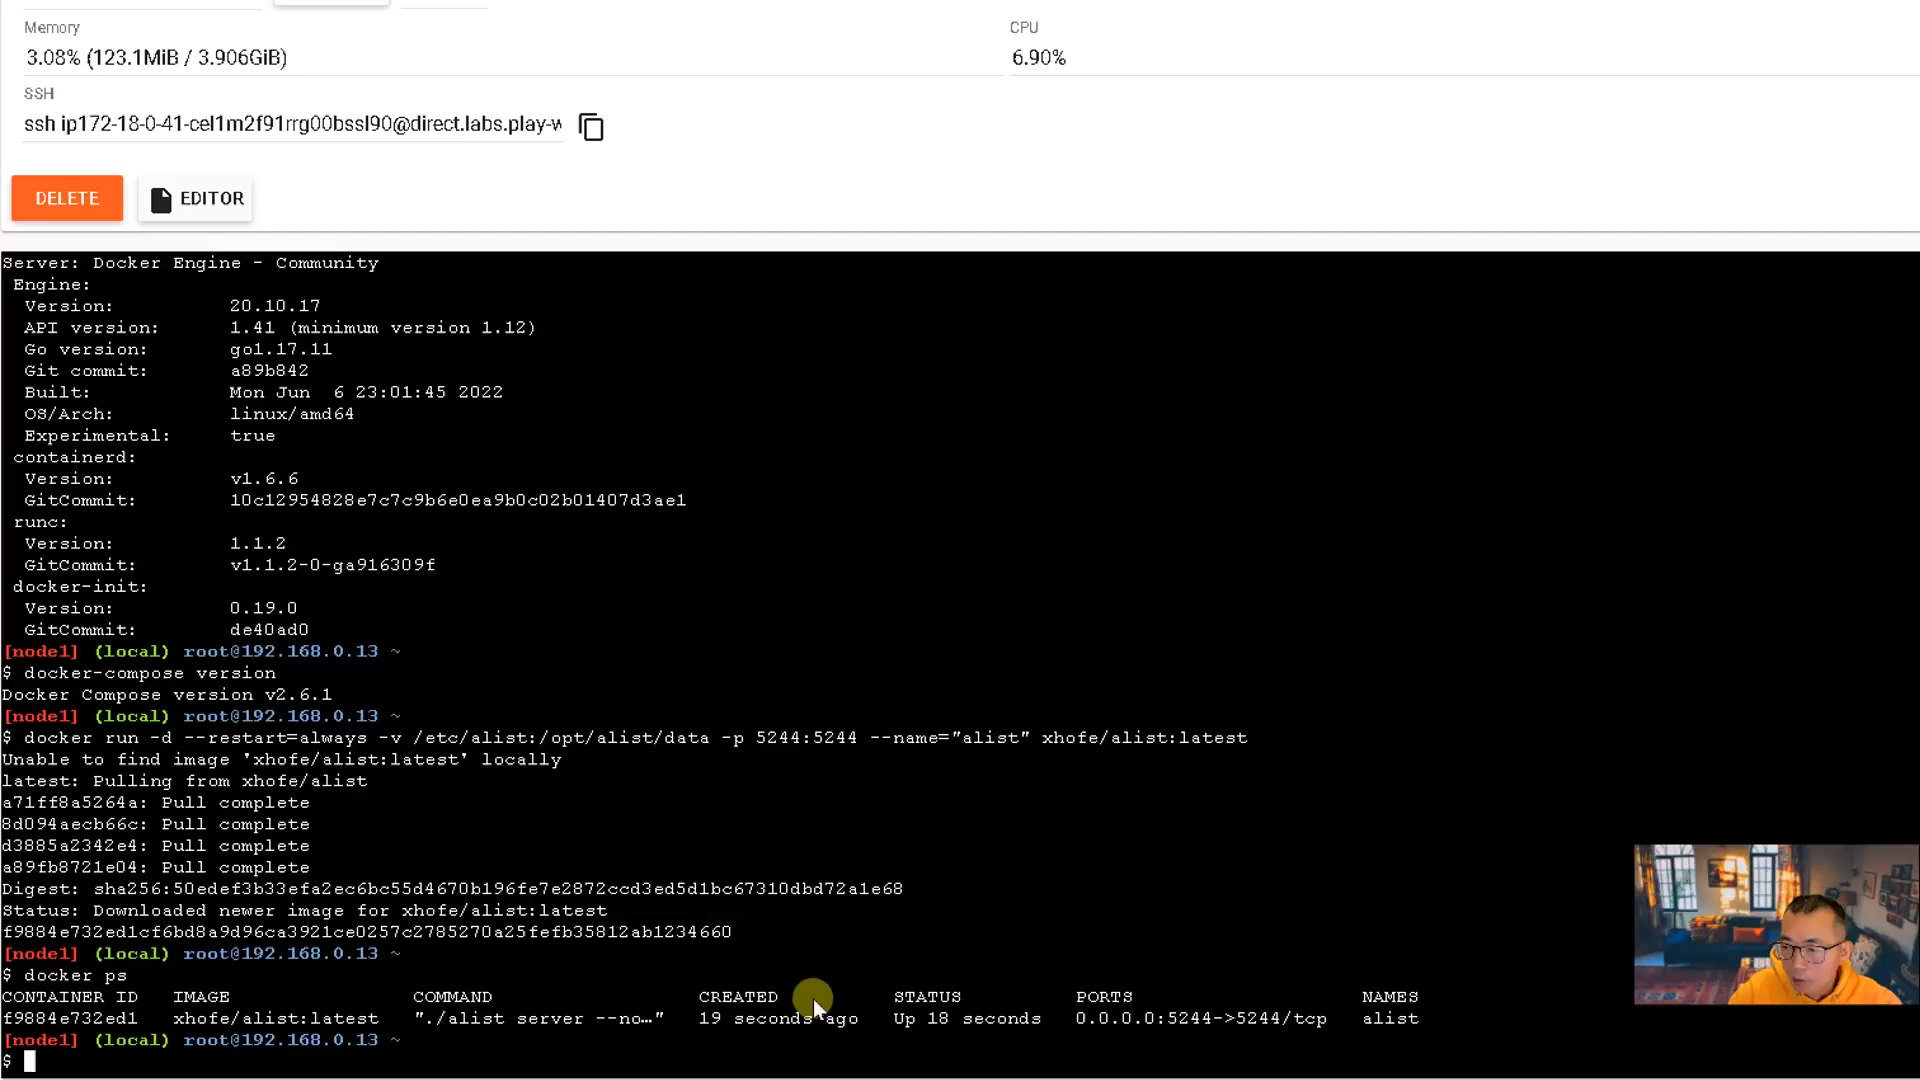 Memory
CPU
3.08% (123.1MiB / 3.906GiB)
6.90%
SSH
ssh ip172-18-0-41-cel1m2f91rrg00bssl90@direct.labs.play-w
DELETE
EDITOR
Server: Docker Engine - Community
Engine:
Version: 20.10.17
API version: 1.41 (minimum version 1.12)
Go version: go1.17.11
Git commit: a89b842
Built: Mon Jun 6 23:01:45 2022
OS/Arch: linux/amd64
Experimental: true
containerd:
Version: v1.6.6
GitCommit: 10c12954828e7c7c9b6e0ea9b0c02b01407d3ae1
runc:
Version: 1.1.2
GitCommit: v1.1.2-0-ga916309f
docker-init:
Version: 0.19.0
GitCommit: de40ad0
[node1] (local) root@192.168.0.13 ~
$ docker-compose version
Docker Compose version v2.6.1
[node1] (local) root@192.168.0.13 ~
$ docker run -d --restart=always -v /etc/alist:/opt/alist/data -p 5244:5244 --name="alist" xhofe/alist:latest
Unable to find image 'xhofe/alist:latest' locally
latest: Pulling from xhofe/alist
a71ff8a5264a: Pull complete
8d094aecb66c: Pull complete
d3885a2342e4: Pull complete
a89fb8721e04: Pull complete
Digest: sha256:50edef3b33efa2ec6bc55d4670b196fe7e2872ccd3ed5d1bc67310dbd72a1e68
Status: Downloaded newer image for xhofe/alist:latest
f9884e732ed1cf6bd8a9d96ca3921ce0257c2785270a25fefb35812ab1234660
[node1] (local) root@192.168.0.13 ~
$ docker ps
CONTAINER ID IMAGE COMMAND CREATED STATUS PORTS NAMES
f9884e732ed1 xhofe/alist:latest "./alist server --no…" 19 seconds ago Up 18 seconds 0.0.0.0:5244->5244/tcp alist
[node1] (local) root@192.168.0.13 ~
$